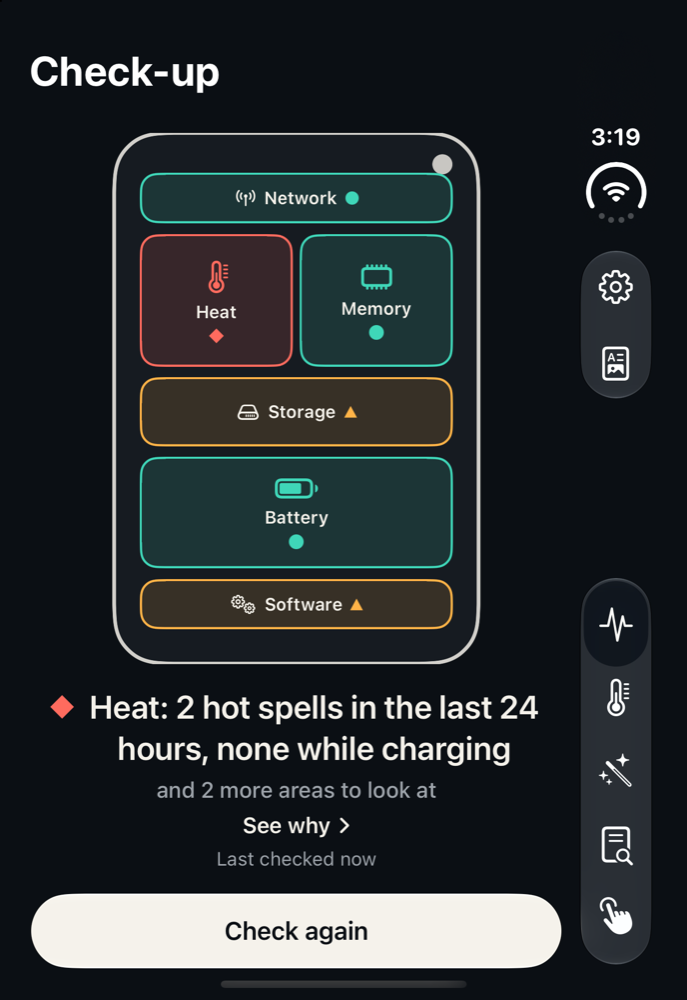 Check-up
3:19
Network
Heat
Memory
Storage
Battery
Software
Heat: 2 hot spells in the last 24
hours, none while charging
and 2 more areas to look at
See why
Last checked now
Check again